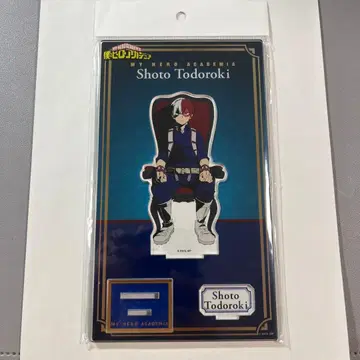 僕のヒーローアカデミア
MY HERO ACADEMIA
Shoto Todoroki
Shoto
Todoroki
MY HERO ACADEMIA